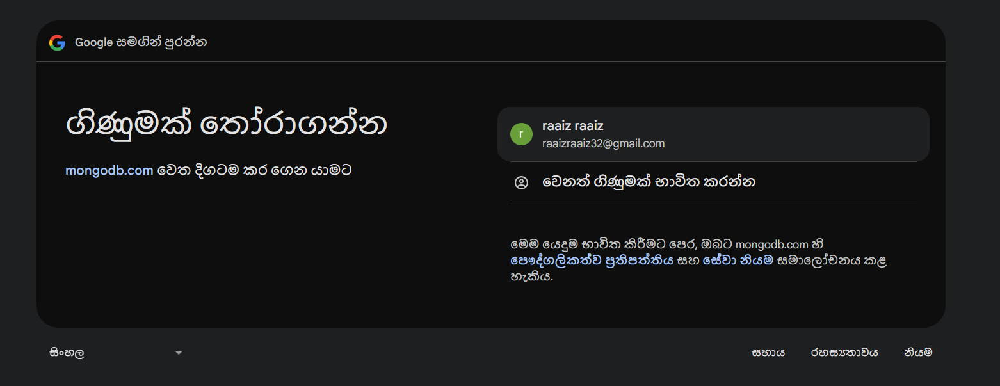 Google සමගින් පුරන්න
ගිණුමක් තෝරාගන්න
mongodb.com වෙත දිගටම කර ගෙන යාමට
r
raaiz raaiz
raaizraaiz32@gmail.com
වෙනත් ගිණුමක් භාවිත කරන්න
මෙම යෙදුම භාවිත කිරීමට පෙර, ඔබට mongodb.com හි
පෞද්ගලිකත්ව ප්‍රතිපත්තිය සහ සේවා නියම සමාලෝචනය කළ
හැකිය.
සිංහල
සහාය
රහස්‍යතාවය
නියම